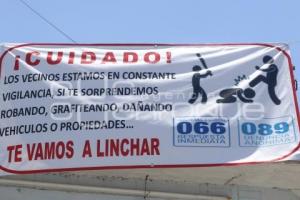 ¡CUIDADO!
LOS VECINOS ESTAMOS EN CONSTANTE
VIGILANCIA, SI TE SORPRENDEMOS
ROBANDO, GRAFITEANDO, DAÑANDO
VEHICULOS O PROPIEDADES...
TE VAMOS A LINCHAR
066
RESPUESTA
INMEDIATA
089
DENUNCIA
ANONIMA